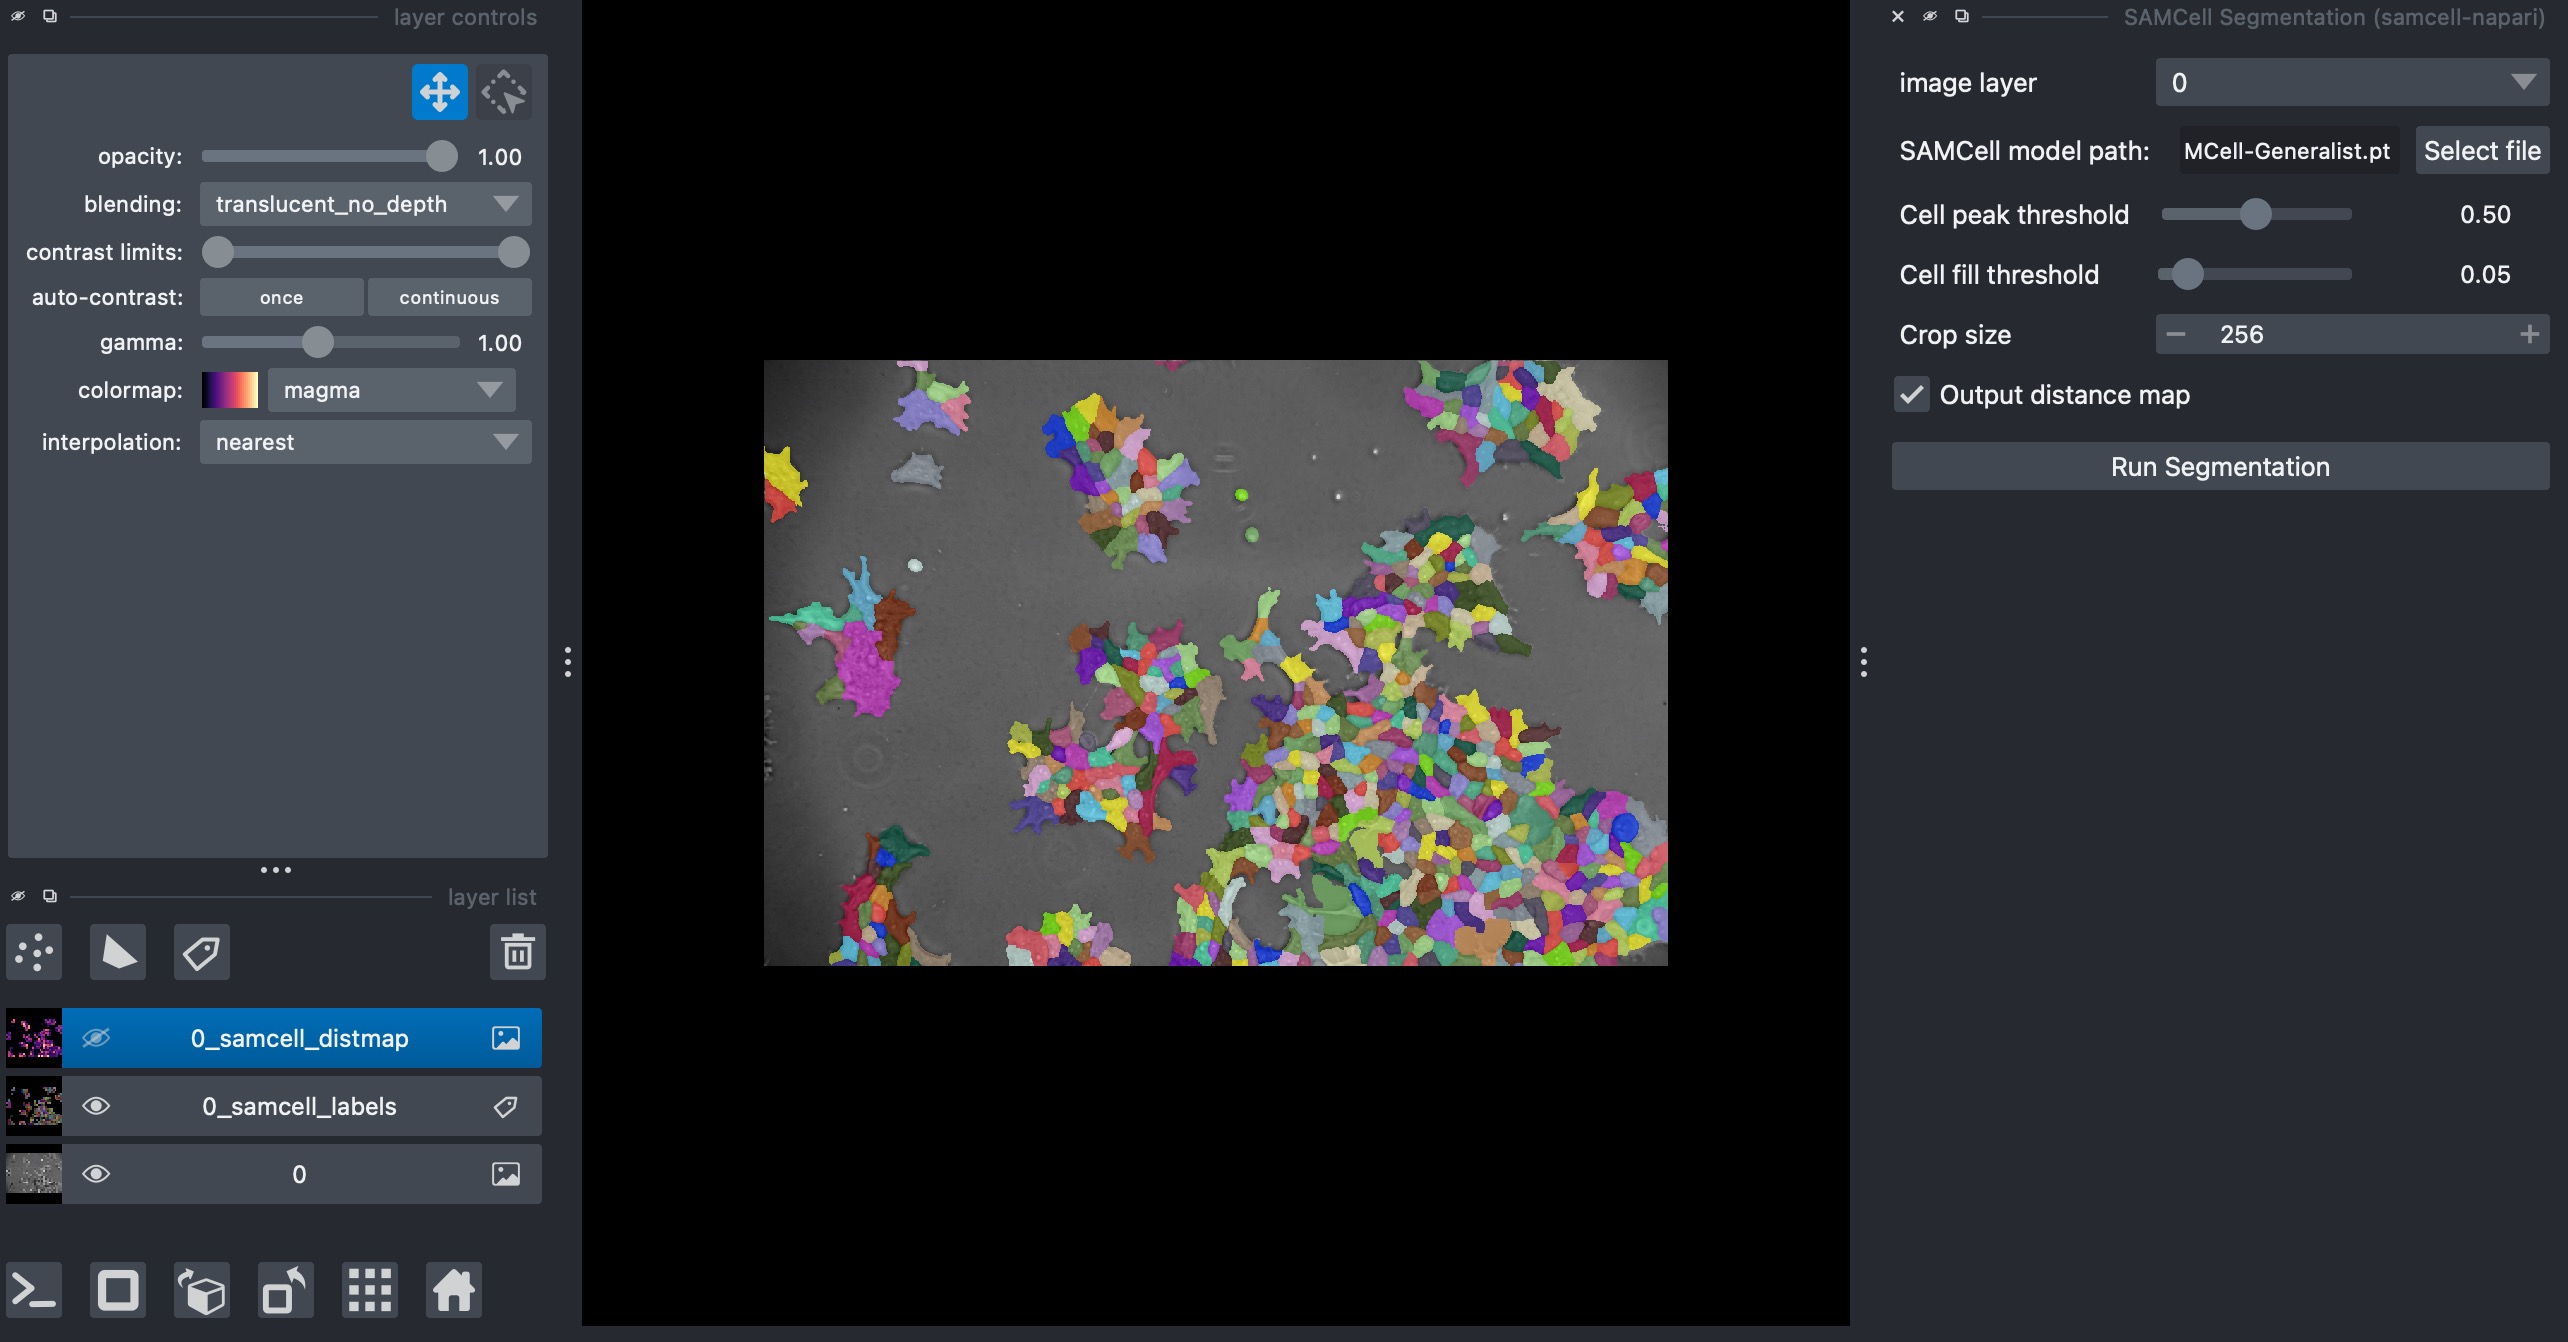 layer controls
opacity: 1.00
blending: translucent_no_depth
contrast limits:
auto-contrast: once continuous
gamma: 1.00
colormap: magma
interpolation: nearest
layer list
0_samcell_distmap
0_samcell_labels
0
SAMCell Segmentation (samcell-napari)
image layer 0
SAMCell model path: MCell-Generalist.pt Select file
Cell peak threshold 0.50
Cell fill threshold 0.05
Crop size − 256 +
Output distance map
Run Segmentation